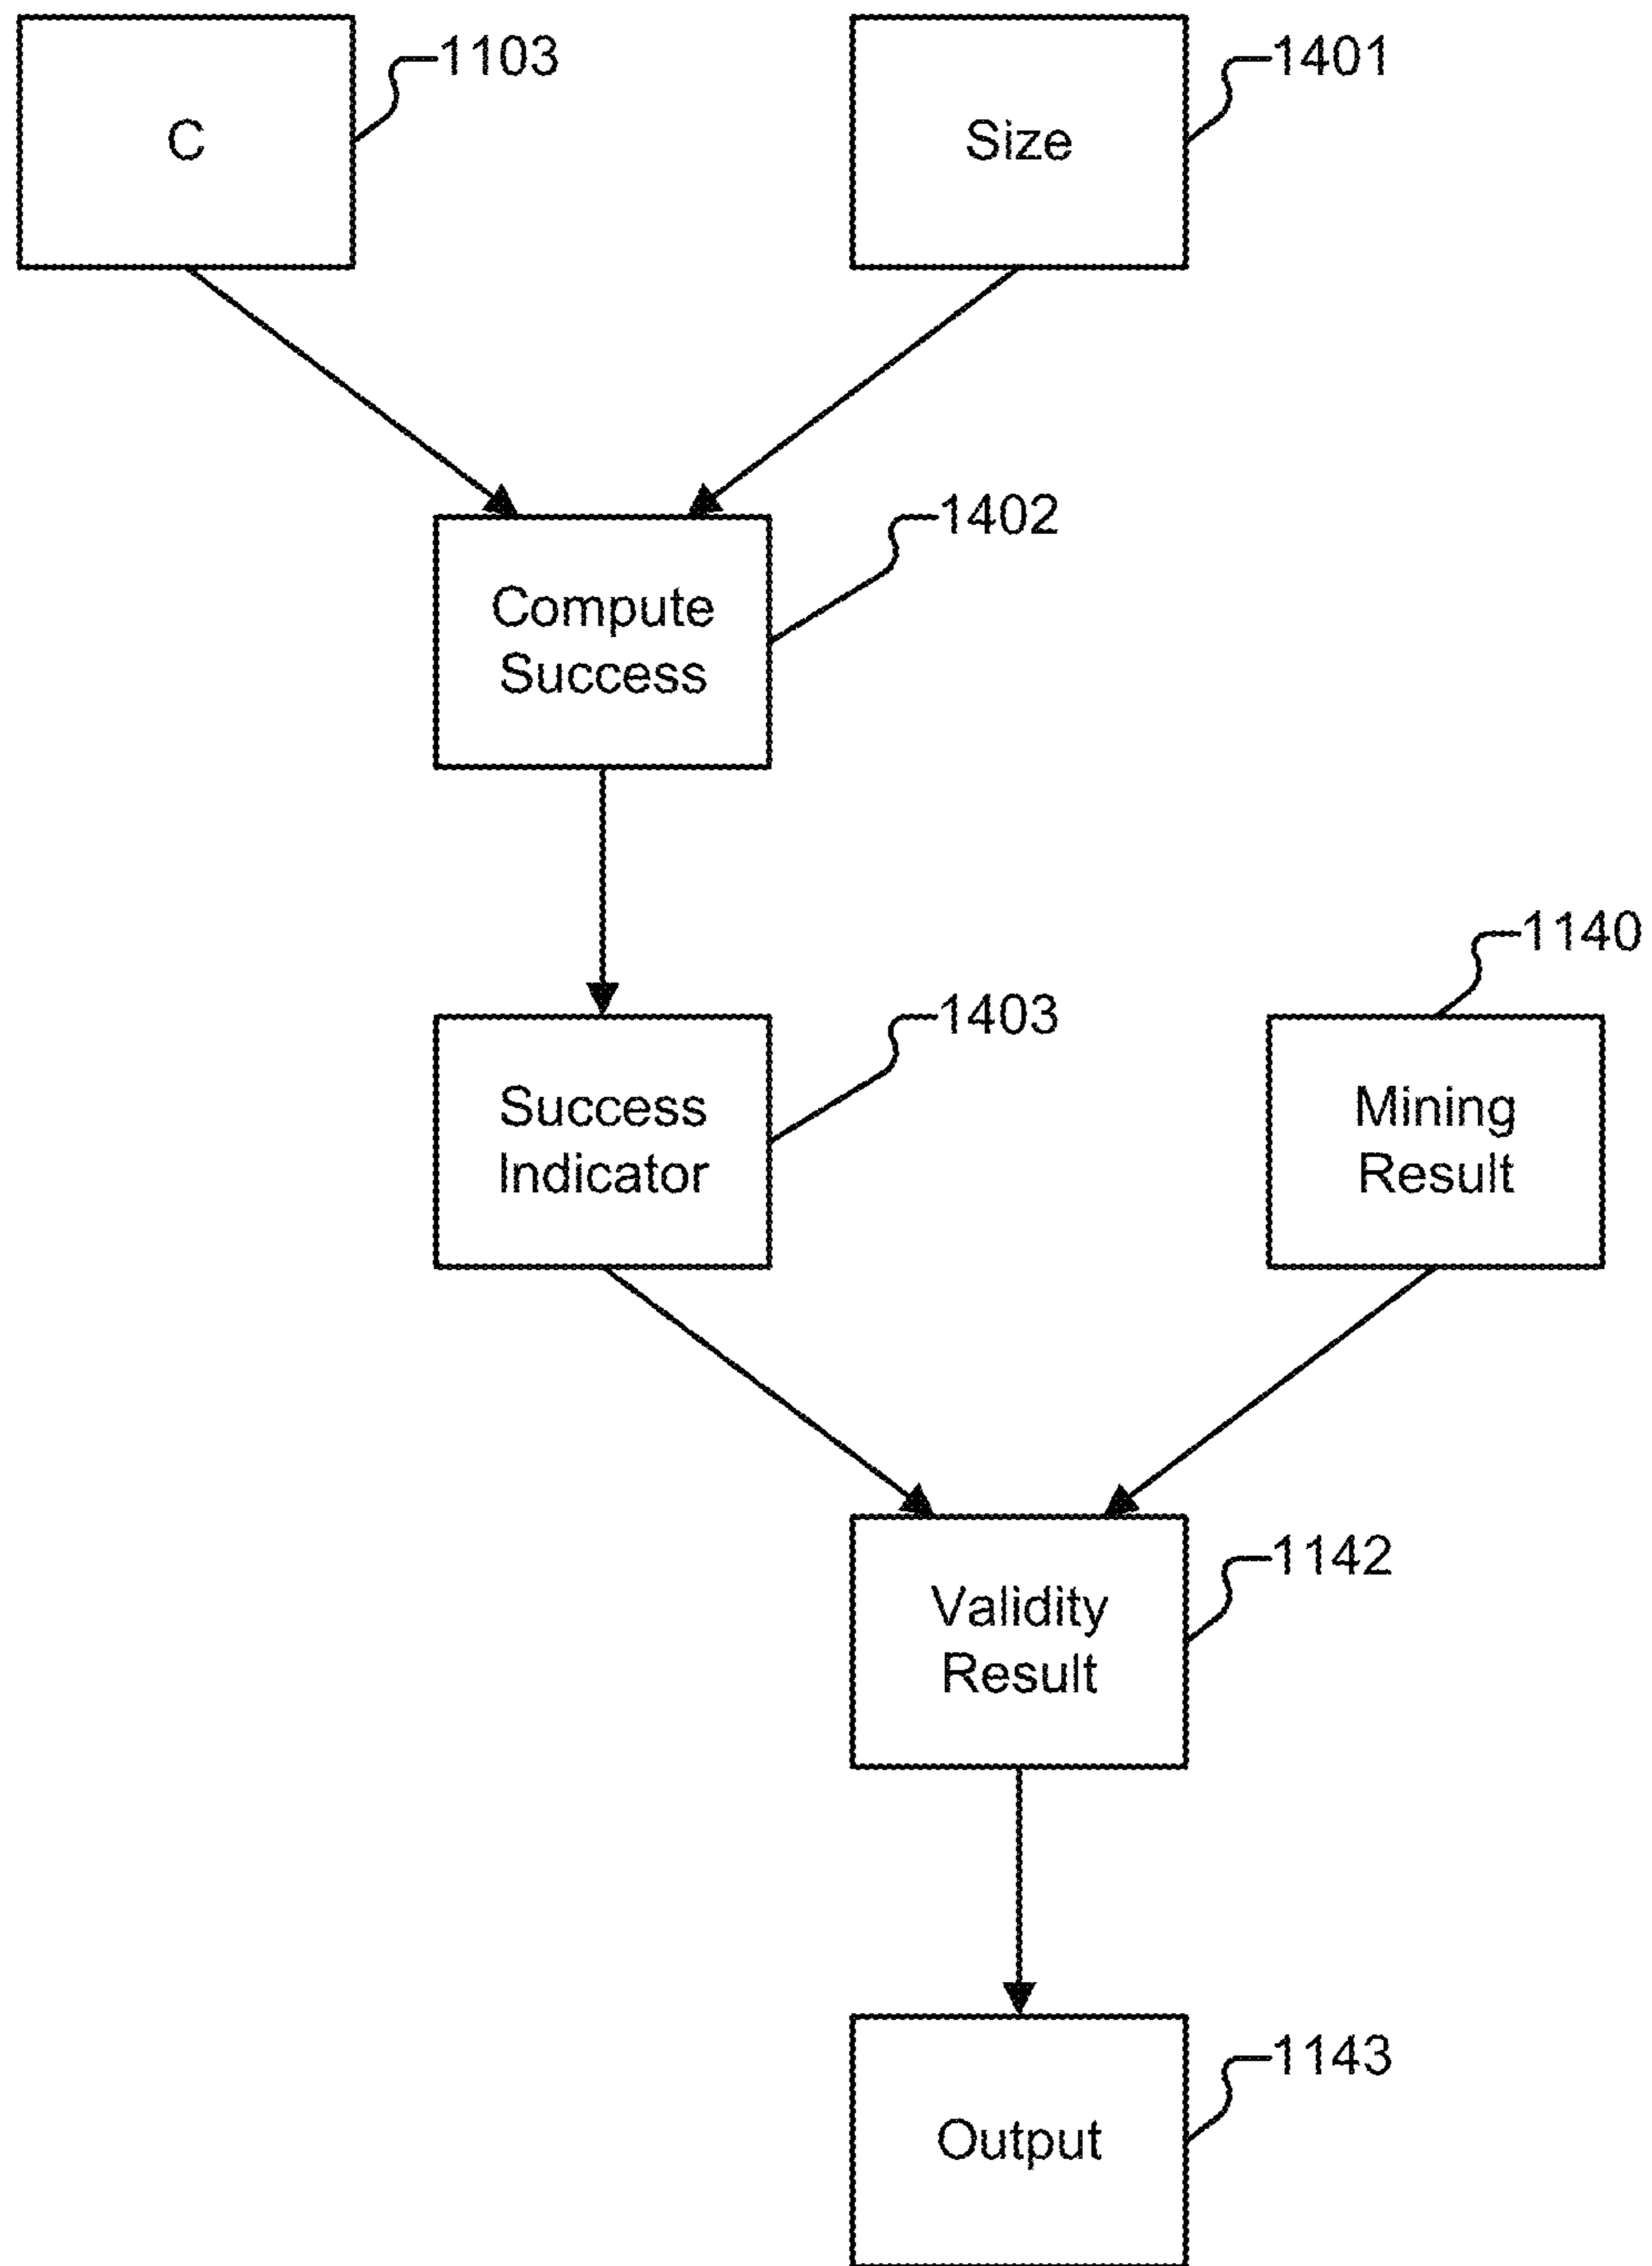 1103
C
1401
Size
1402
Compute
Success
1140
1403
Success
Indicator
Mining
Result
1142
Validity
Result
1143
Output